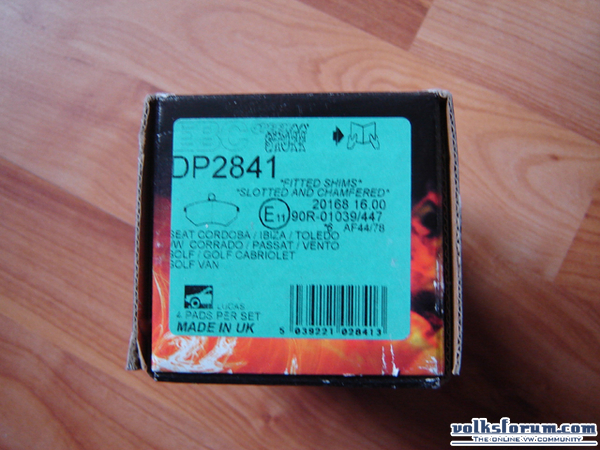 EBC
DP2841
"FITTED SHIMS"
"SLOTTED AND CHAMFERED"
20168 16.00
E11 90R-01039/447
*6 AF44/78
SEAT CORDOBA / IBIZA / TOLEDO
VW CORRADO / PASSAT / VENTO
GOLF / GOLF CABRIOLET
GOLF VAN
LUCAS
4 PADS PER SET
MADE IN UK
5 039221 028413
volksforum.com
The-online-vw-community